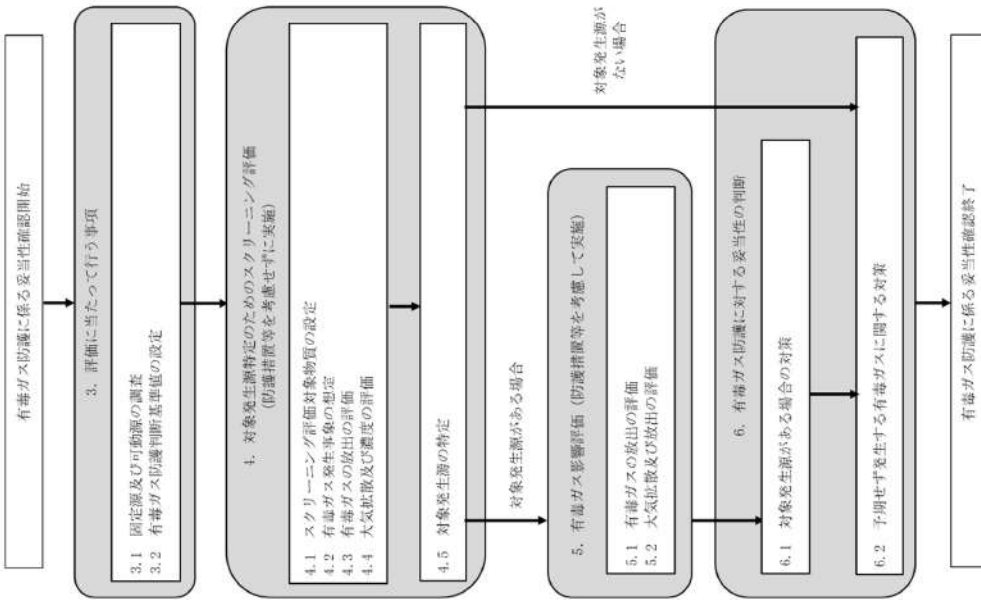 有毒ガス防護に係る妥当性確認開始
3. 評価に当たって行う事項
3.1 固定源及び可動源の調査
3.2 有毒ガス防護判断基準値の設定
4. 対象発生源特定のためのスクリーニング評価
(防護措置等を考慮せずに実施)
4.1 スクリーニング評価対象物質の設定
4.2 有毒ガス発生事象の想定
4.3 有毒ガスの放出の評価
4.4 大気拡散及び濃度の評価
4.5 対象発生源の特定
対象発生源がある場合
対象発生源が
ない場合
5. 有毒ガス影響評価(防護措置等を考慮して実施)
5.1 有毒ガスの放出の評価
5.2 大気拡散及び放出の評価
6. 有毒ガス防護に対する妥当性の判断
6.1 対象発生源がある場合の対策
6.2 予期せず発生する有毒ガスに関する対策
有毒ガス防護に係る妥当性確認終了